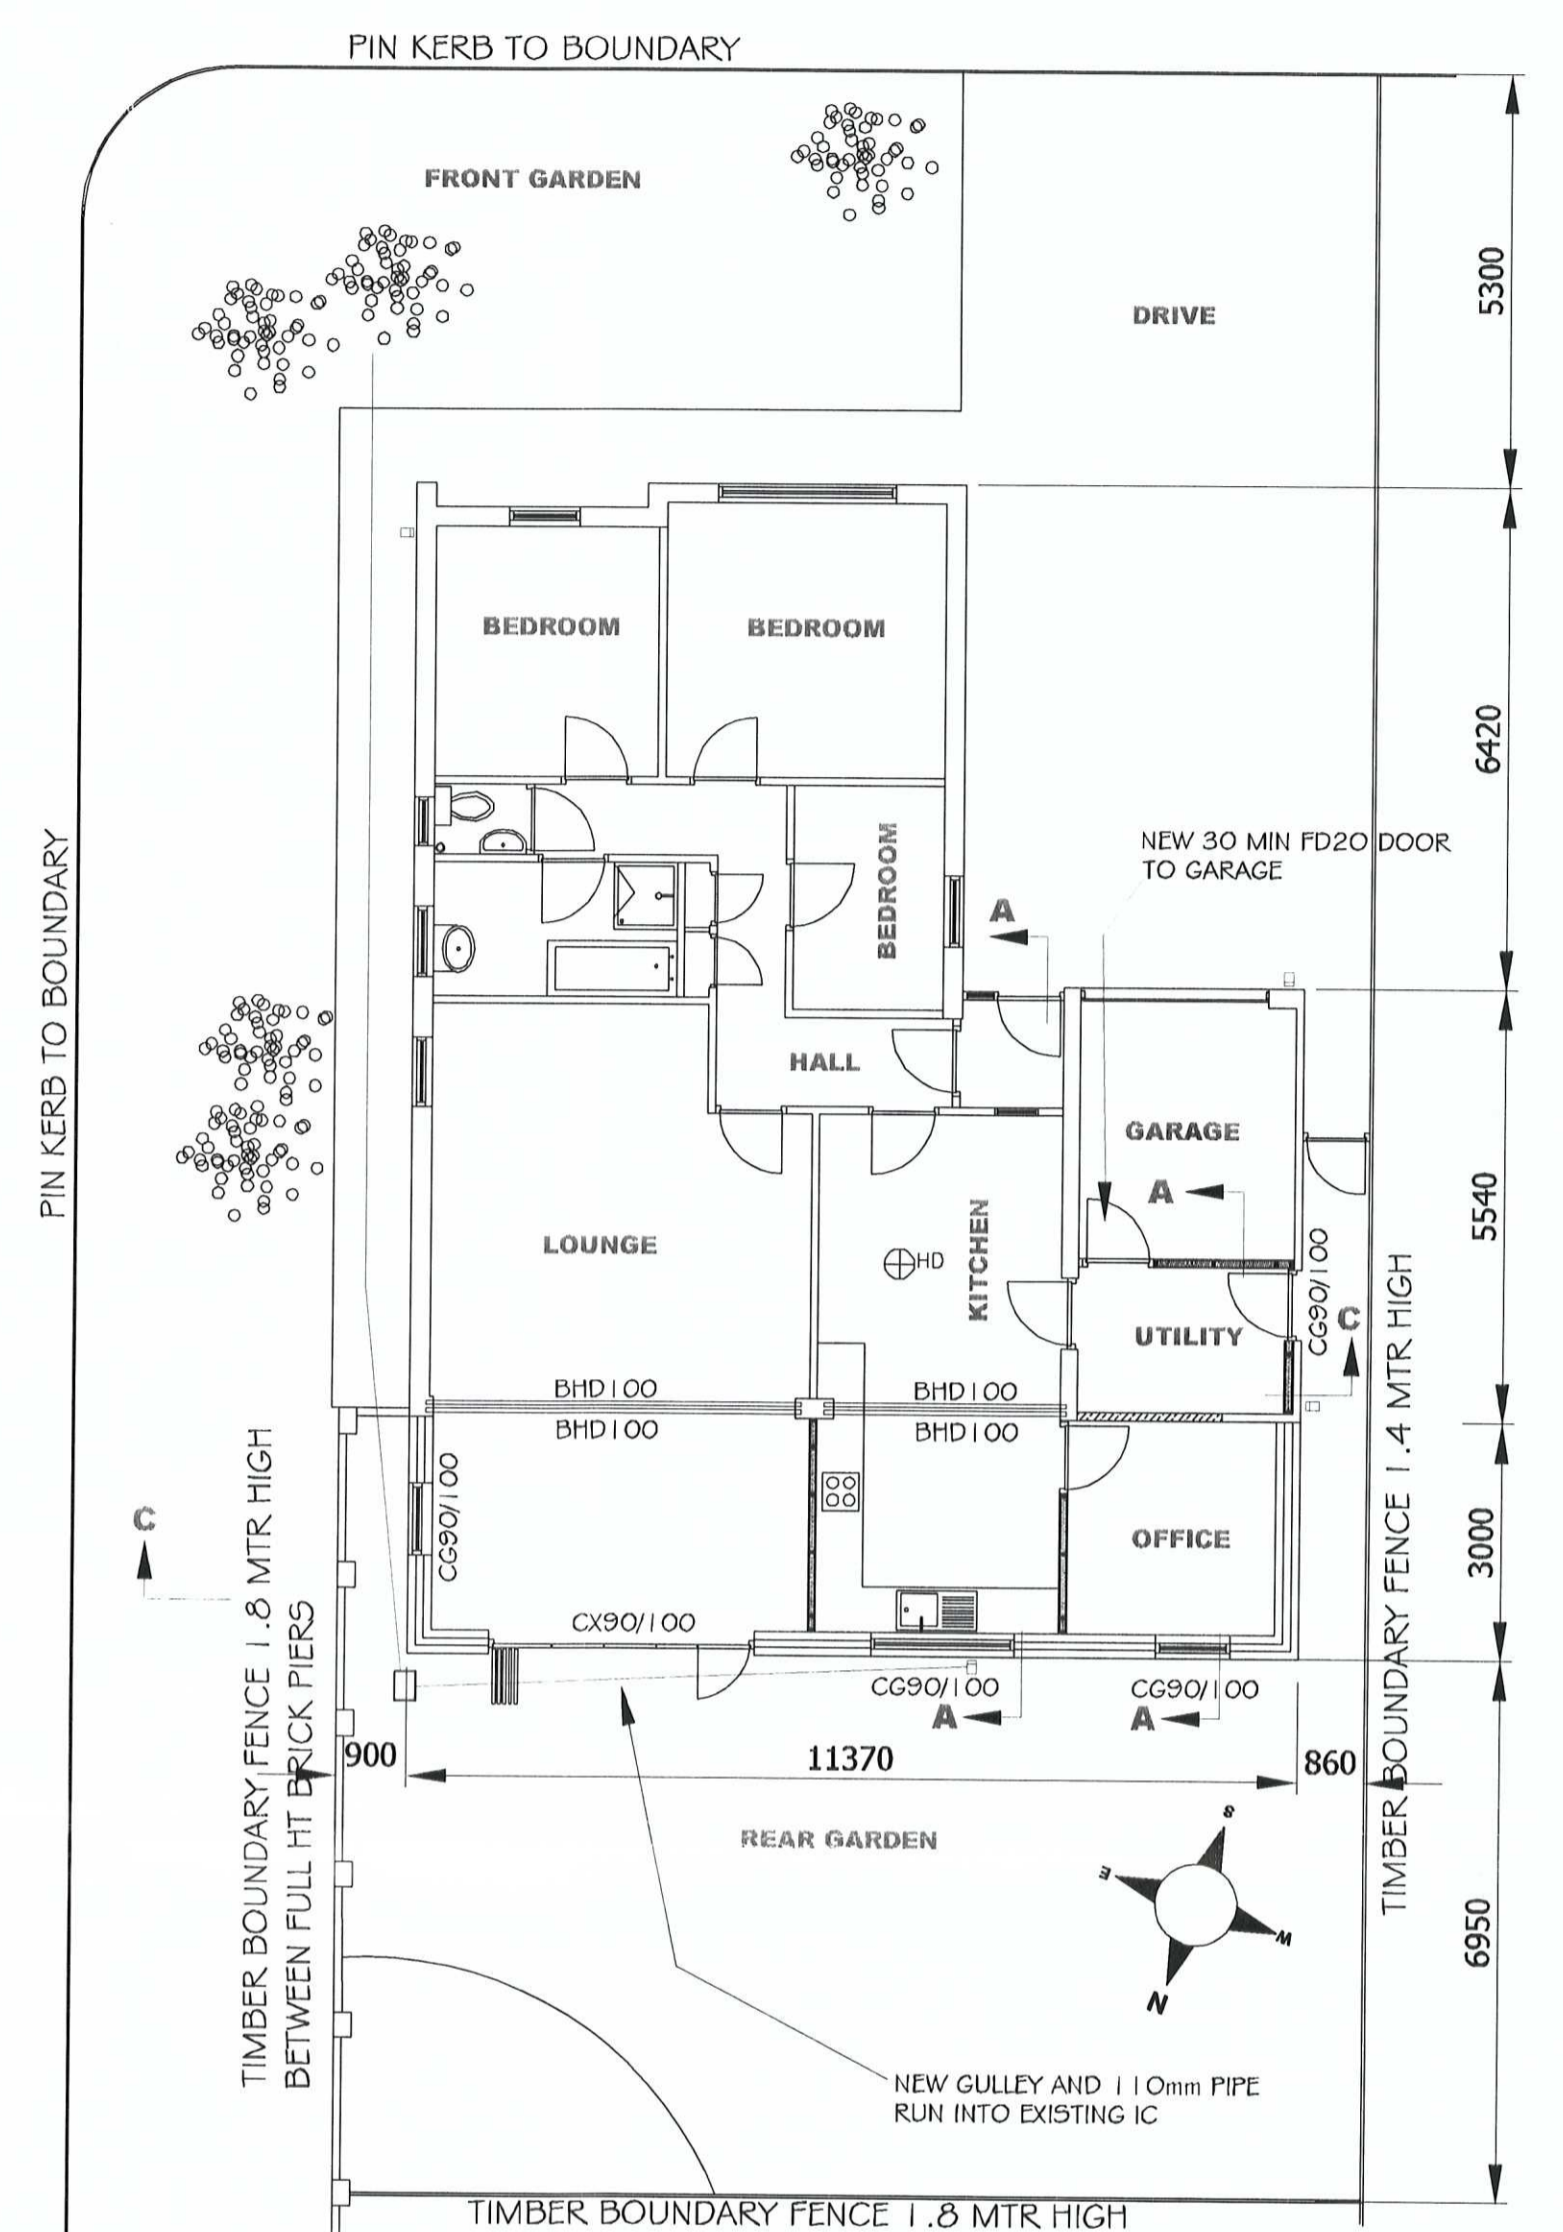 PIN KERB TO BOUNDARY
FRONT GARDEN
DRIVE
5300
BEDROOM
BEDROOM
6420
PIN KERB TO BOUNDARY
BEDROOM
NEW 30 MIN FD20 DOOR
TO GARAGE
A
HALL
GARAGE
A
5540
LOUNGE
HD
KITCHEN
UTILITY
CG90/100
C
TIMBER BOUNDARY FENCE 1.4 MTR HIGH
BHD100
BHD100
BHD100
BHD100
CG90/100
C
TIMBER BOUNDARY FENCE 1.8 MTR HIGH
BETWEEN FULL HT BRICK PIERS
OFFICE
3000
CX90/100
CG90/100
CG90/100
A
A
900
11370
860
REAR GARDEN
S
E
W
N
6950
NEW GULLEY AND 110mm PIPE
RUN INTO EXISTING IC
TIMBER BOUNDARY FENCE 1.8 MTR HIGH